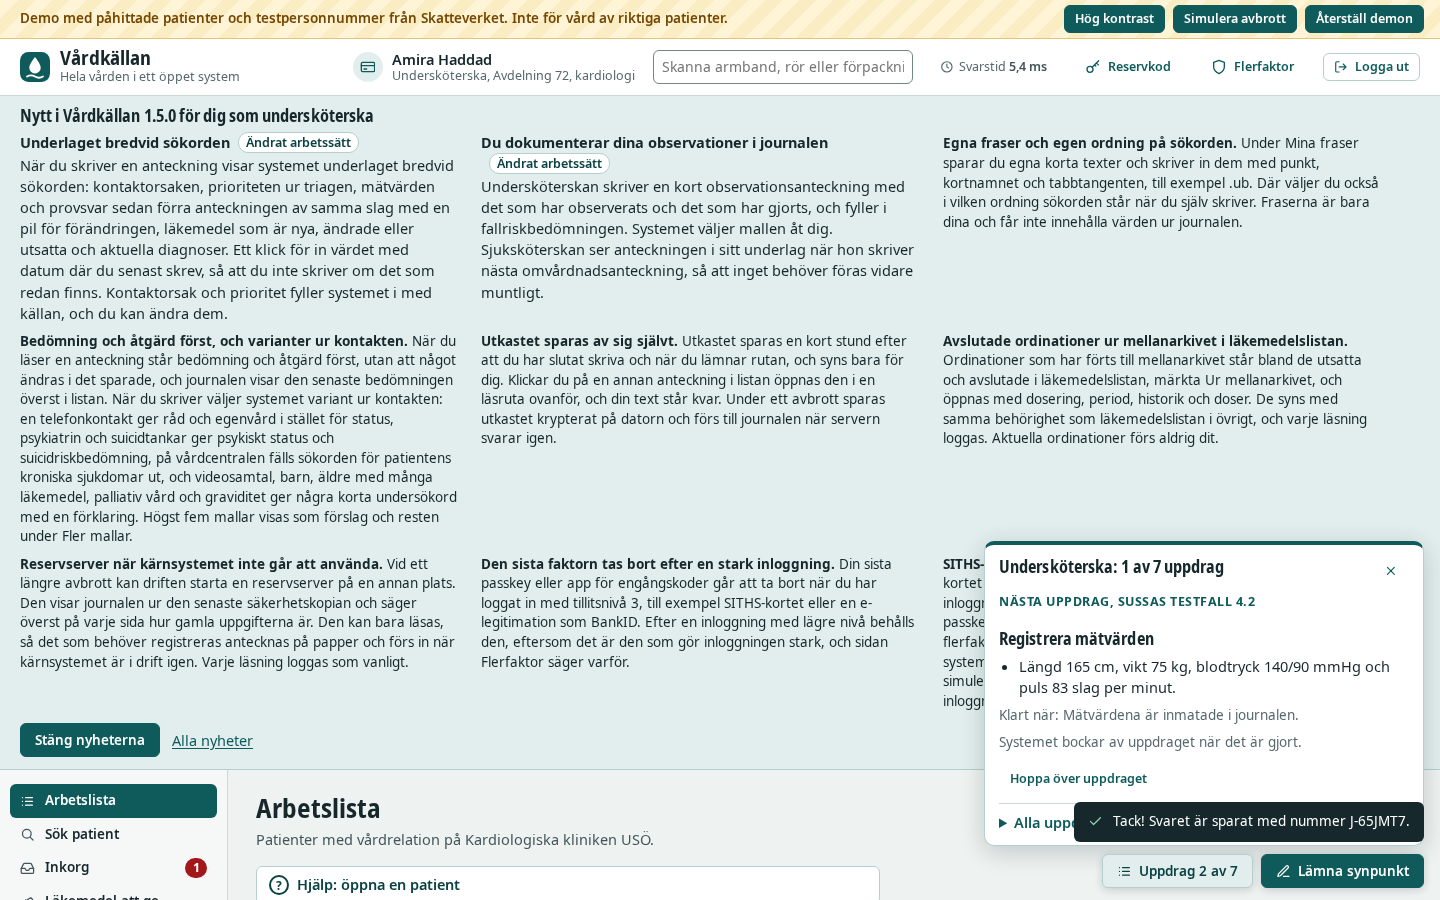 Demo med påhittade patienter och testpersonnummer från Skatteverket. Inte för vård av riktiga patienter.
Hög kontrast
Simulera avbrott
Återställ demon
Vårdkällan
Hela vården i ett öppet system
Amira Haddad
Undersköterska, Avdelning 72, kardiologi
Skanna armband, rör eller förpackni
Svarstid 5,4 ms
Reservkod
Flerfaktor
Logga ut
Nytt i Vårdkällan 1.5.0 för dig som undersköterska
Underlaget bredvid sökorden Ändrat arbetssätt
När du skriver en anteckning visar systemet underlaget bredvid
sökorden: kontaktorsaken, prioriteten ur triagen, mätvärden
och provsvar sedan förra anteckningen av samma slag med en
pil för förändringen, läkemedel som är nya, ändrade eller
utsatta och aktuella diagnoser. Ett klick för in värdet med
datum där du senast skrev, så att du inte skriver om det som
redan finns. Kontaktorsak och prioritet fyller systemet i med
källan, och du kan ändra dem.
Du dokumenterar dina observationer i journalen
Ändrat arbetssätt
Undersköterskan skriver en kort observationsanteckning med
det som har observerats och det som har gjorts, och fyller i
fallriskbedömningen. Systemet väljer mallen åt dig.
Sjuksköterskan ser anteckningen i sitt underlag när hon skriver
nästa omvårdnadsanteckning, så att inget behöver föras vidare
muntligt.
Egna fraser och egen ordning på sökorden. Under Mina fraser
sparar du egna korta texter och skriver in dem med punkt,
kortnamnet och tabbtangenten, till exempel .ub. Där väljer du också
i vilken ordning sökorden står när du själv skriver. Fraserna är bara
dina och får inte innehålla värden ur journalen.
Bedömning och åtgärd först, och varianter ur kontakten. När du
läser en anteckning står bedömning och åtgärd först, utan att något
ändras i det sparade, och journalen visar den senaste bedömningen
överst i listan. När du skriver väljer systemet variant ur kontakten:
en telefonkontakt ger råd och egenvård i stället för status,
psykiatrin och suicidtankar ger psykiskt status och
suicidriskbedömning, på vårdcentralen fälls sökorden för patientens
kroniska sjukdomar ut, och videosamtal, barn, äldre med många
läkemedel, palliativ vård och graviditet ger några korta undersökord
med en förklaring. Högst fem mallar visas som förslag och resten
under Fler mallar.
Utkastet sparas av sig självt. Utkastet sparas en kort stund efter
att du har slutat skriva och när du lämnar rutan, och syns bara för
dig. Klickar du på en annan anteckning i listan öppnas den i en
läsruta ovanför, och din text står kvar. Under ett avbrott sparas
utkastet krypterat på datorn och förs till journalen när servern
svarar igen.
Avslutade ordinationer ur mellanarkivet i läkemedelslistan.
Ordinationer som har förts till mellanarkivet står bland de utsatta
och avslutade i läkemedelslistan, märkta Ur mellanarkivet, och
öppnas med dosering, period, historik och doser. De syns med
samma behörighet som läkemedelslistan i övrigt, och varje läsning
loggas. Aktuella ordinationer förs aldrig dit.
Reservserver när kärnsystemet inte går att använda. Vid ett
längre avbrott kan driften starta en reservserver på en annan plats.
Den visar journalen ur den senaste säkerhetskopian och säger
överst på varje sida hur gamla uppgifterna är. Den kan bara läsas,
så det som behöver registreras antecknas på papper och förs in när
kärnsystemet är i drift igen. Varje läsning loggas som vanligt.
Den sista faktorn tas bort efter en stark inloggning. Din sista
passkey eller app för engångskoder går att ta bort när du har
loggat in med tillitsnivå 3, till exempel SITHS-kortet eller en e-
legitimation som BankID. Efter en inloggning med lägre nivå behålls
den, eftersom det är den som gör inloggningen stark, och sidan
Flerfaktor säger varför.
SITHS-
kortet
Stäng nyheterna
Alla nyheter
Arbetslista
Sök patient
Inkorg
1
Arbetslista
Patienter med vårdrelation på Kardiologiska kliniken USÖ.
? Hjälp: öppna en patient
Undersköterska: 1 av 7 uppdrag
NÄSTA UPPDRAG, SUSSAS TESTFALL 4.2
Registrera mätvärden
Längd 165 cm, vikt 75 kg, blodtryck 140/90 mmHg och
puls 83 slag per minut.
Klart när: Mätvärdena är inmatade i journalen.
Systemet bockar av uppdraget när det är gjort.
Hoppa över uppdraget
Tack! Svaret är sparat med nummer J-65JMT7.
Uppdrag 2 av 7
Lämna synpunkt